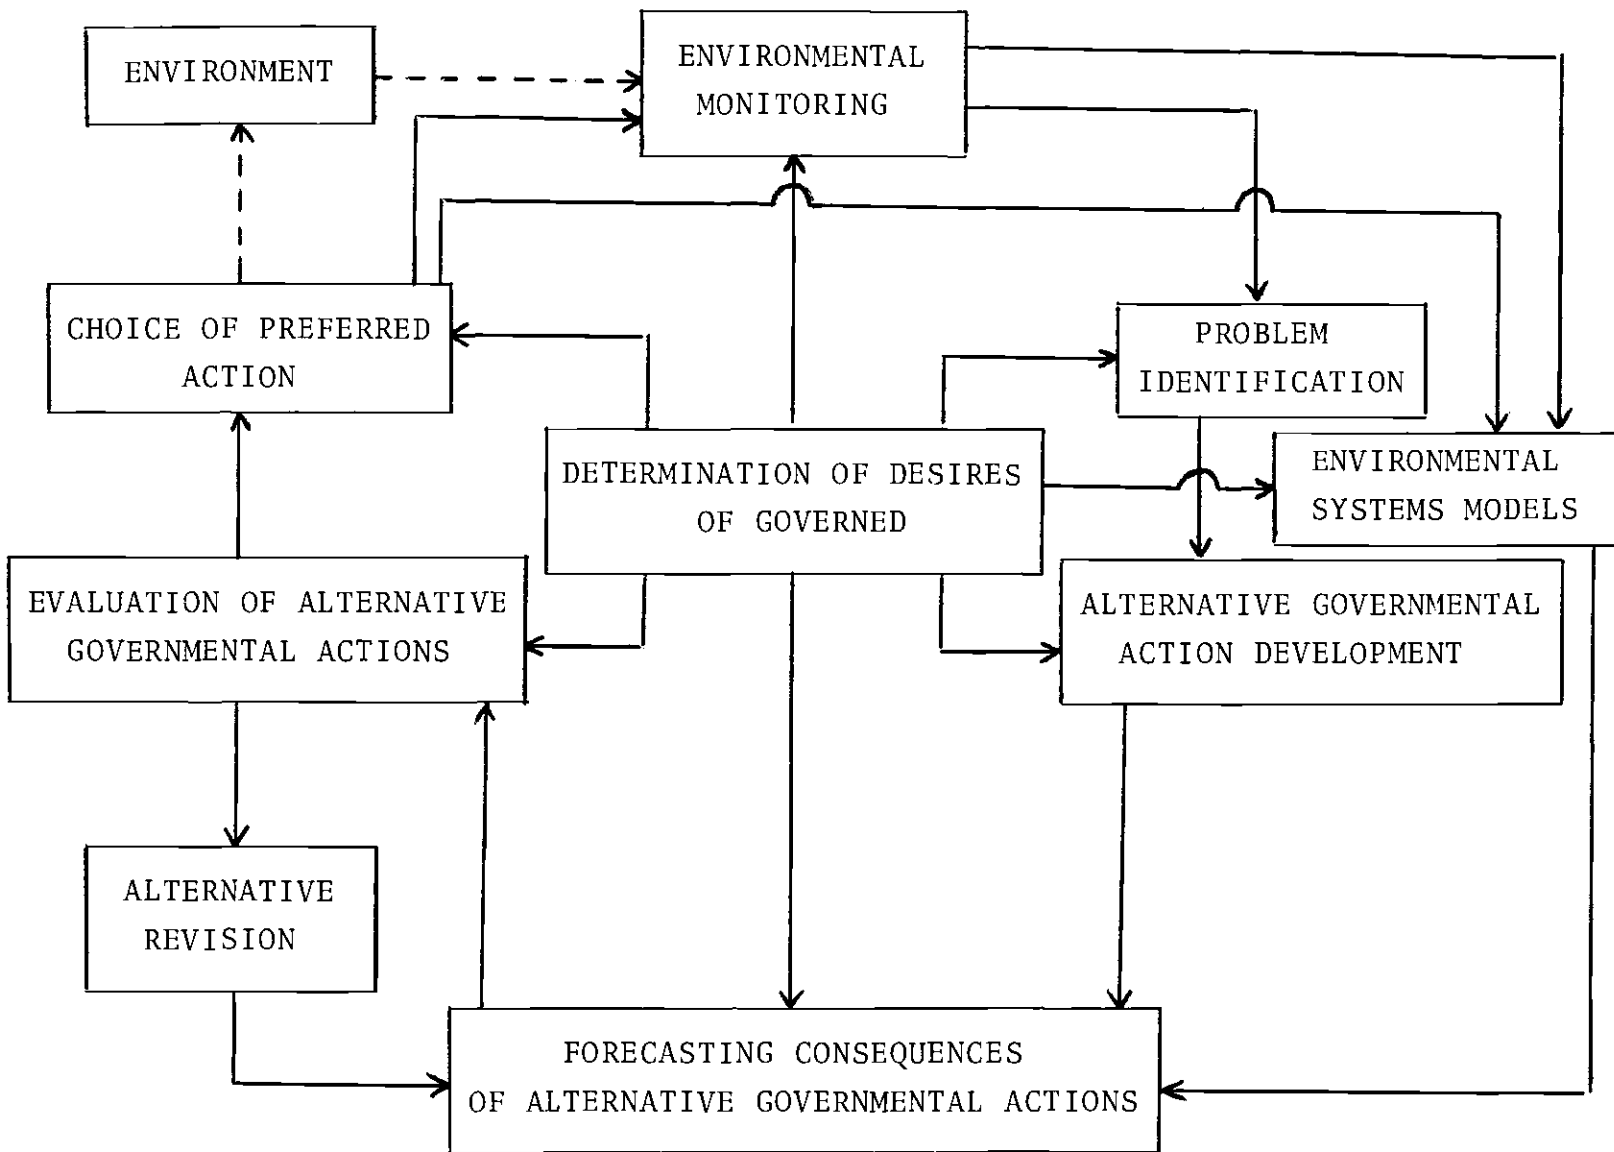 ENVIRONMENT
ENVIRONMENTAL
MONITORING
CHOICE OF PREFERRED
ACTION
PROBLEM
IDENTIFICATION
DETERMINATION OF DESIRES
OF GOVERNED
ENVIRONMENTAL
SYSTEMS MODELS
EVALUATION OF ALTERNATIVE
GOVERNMENTAL ACTIONS
ALTERNATIVE GOVERNMENTAL
ACTION DEVELOPMENT
ALTERNATIVE
REVISION
FORECASTING CONSEQUENCES
OF ALTERNATIVE GOVERNMENTAL ACTIONS